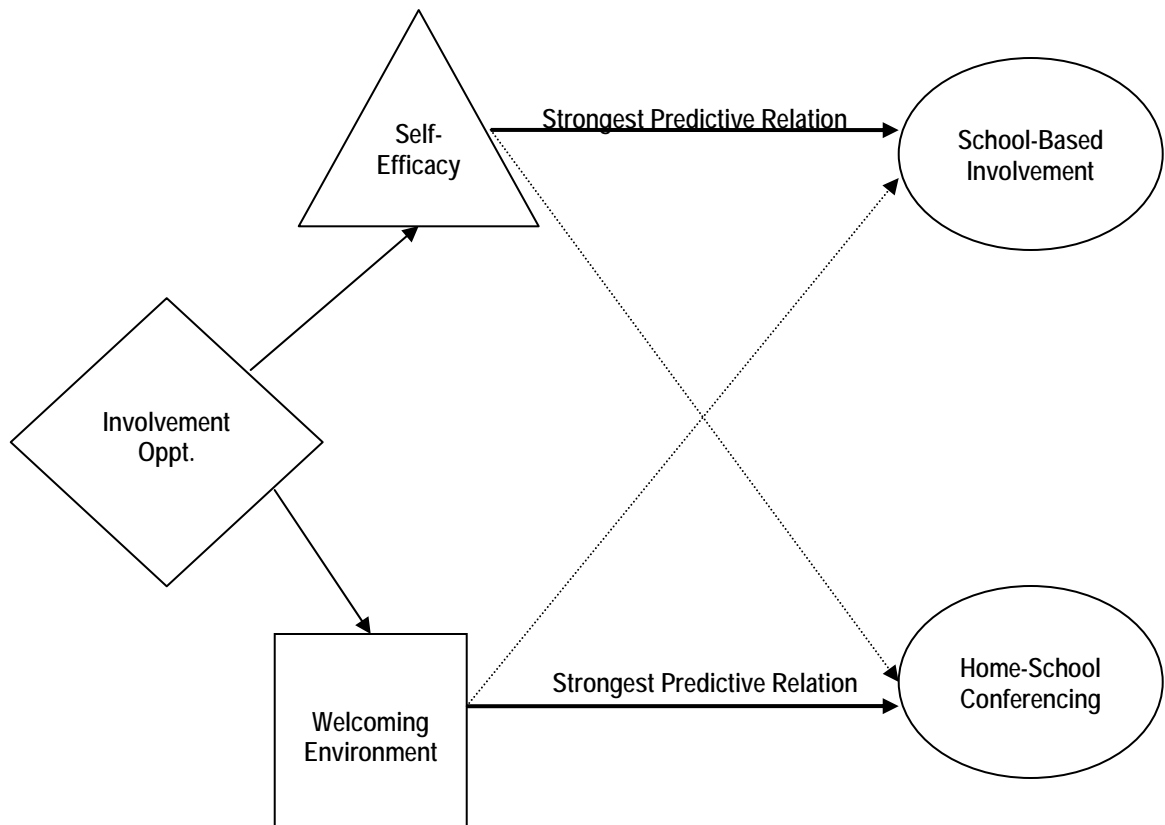 Self-
Efficacy
Strongest Predictive Relation
School-Based
Involvement
Involvement
Oppt.
Welcoming
Environment
Strongest Predictive Relation
Home-School
Conferencing